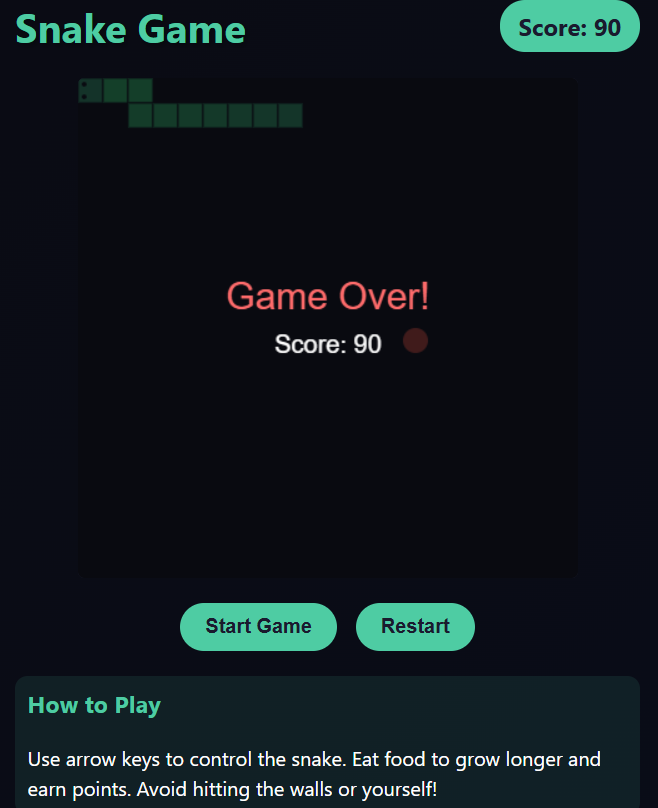 Snake Game
Score: 90
Game Over!
Score: 90
Start Game
Restart
How to Play
Use arrow keys to control the snake. Eat food to grow longer and
earn points. Avoid hitting the walls or yourself!